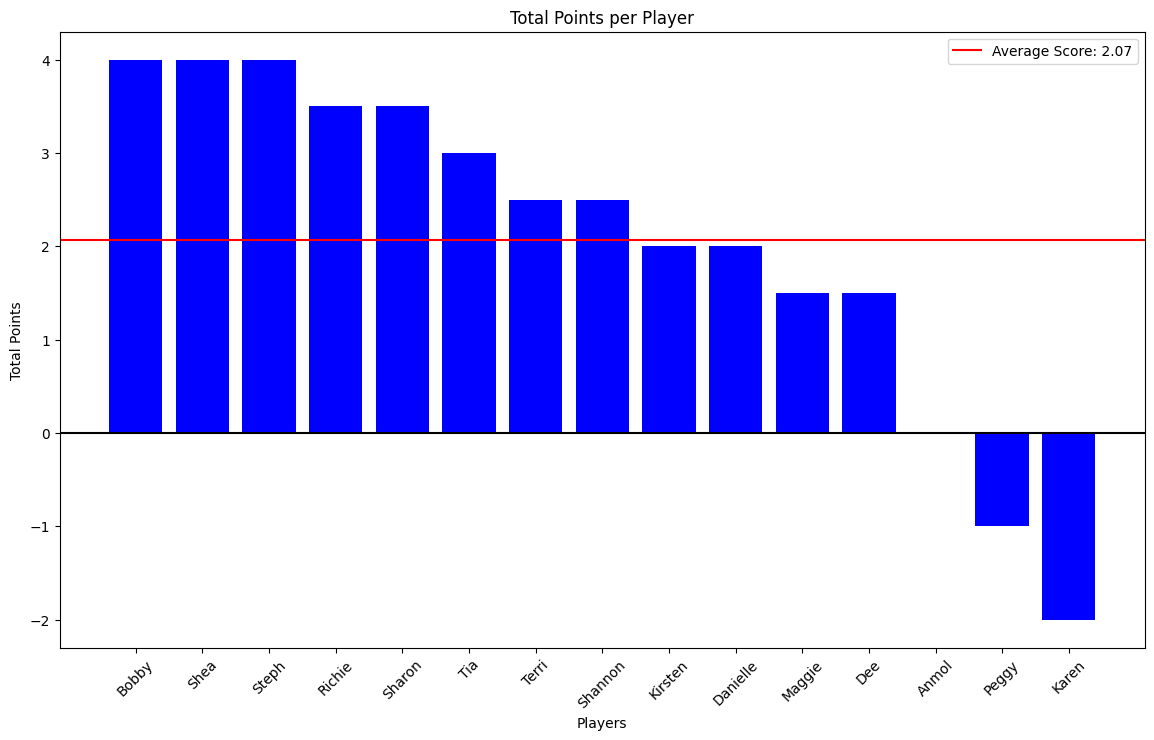 Total Points per Player
Average Score: 2.07
Total Points
4
3
2
1
0
−1
−2
Bobby
Shea
Steph
Richie
Sharon
Tia
Terri
Shannon
Kirsten
Danielle
Maggie
Dee
Anmol
Peggy
Karen
Players